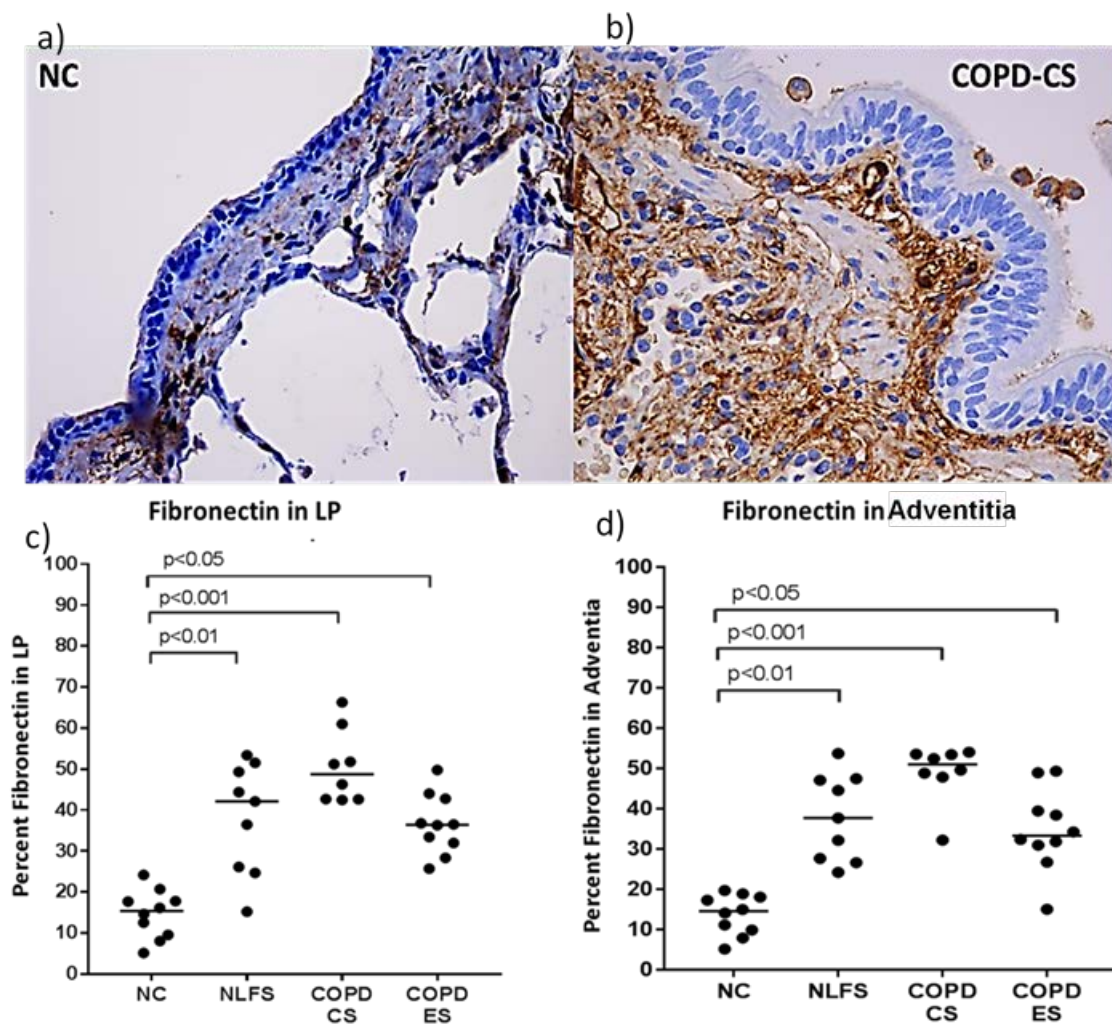 a)
NC
b)
COPD-CS
Fibronectin in LP
c)
100
90
80
70
60
50
40
30
20
10
0
Percent Fibronectin in LP
p<0.05
p<0.001
p<0.01
NC
NLFS
COPD
CS
COPD
ES
Fibronectin in Adventitia
d)
100
90
80
70
60
50
40
30
20
10
0
Percent Fibronectin in Adventia
p<0.05
p<0.001
p<0.01
NC
NLFS
COPD
CS
COPD
ES